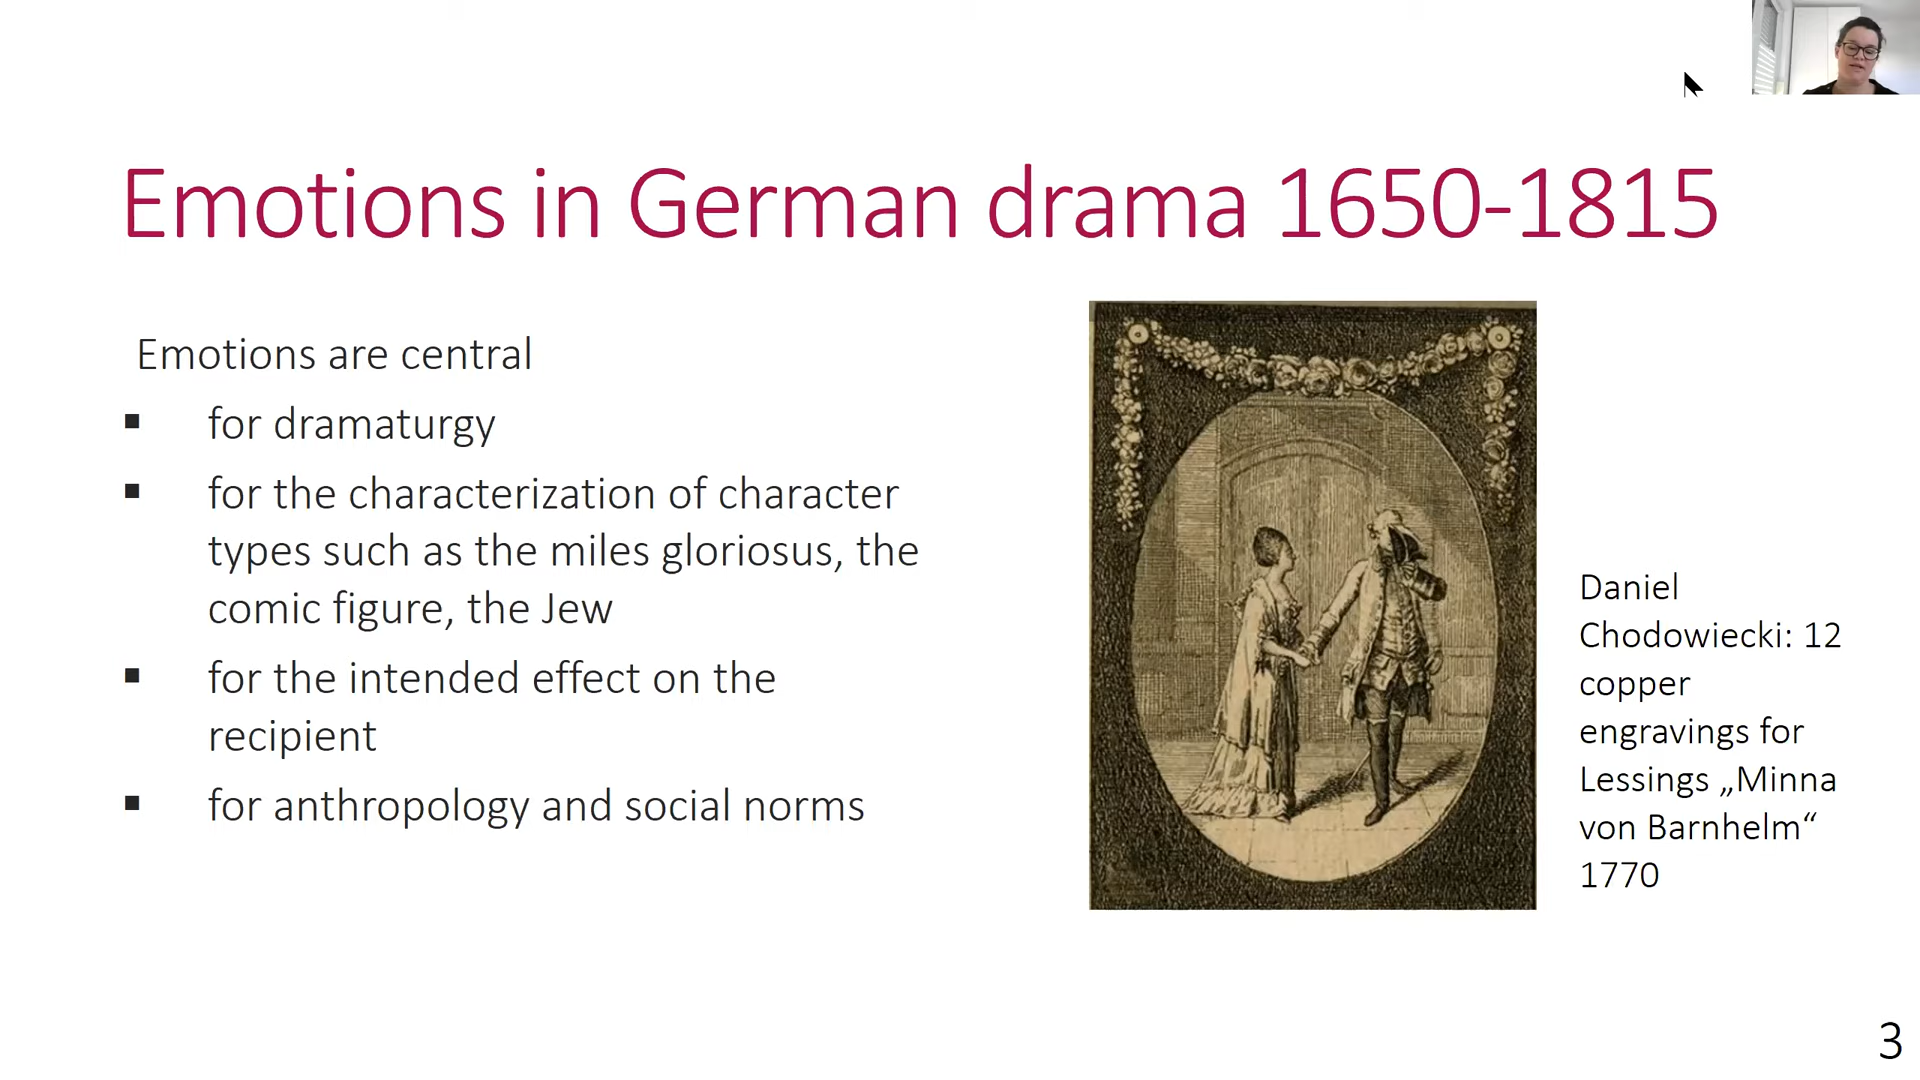 Emotions in German drama 1650-1815
Emotions are central
▪ for dramaturgy
▪ for the characterization of character
types such as the miles gloriosus, the
comic figure, the Jew
▪ for the intended effect on the
recipient
▪ for anthropology and social norms
Daniel
Chodowiecki: 12
copper
engravings for
Lessings „Minna
von Barnhelm“
1770
3